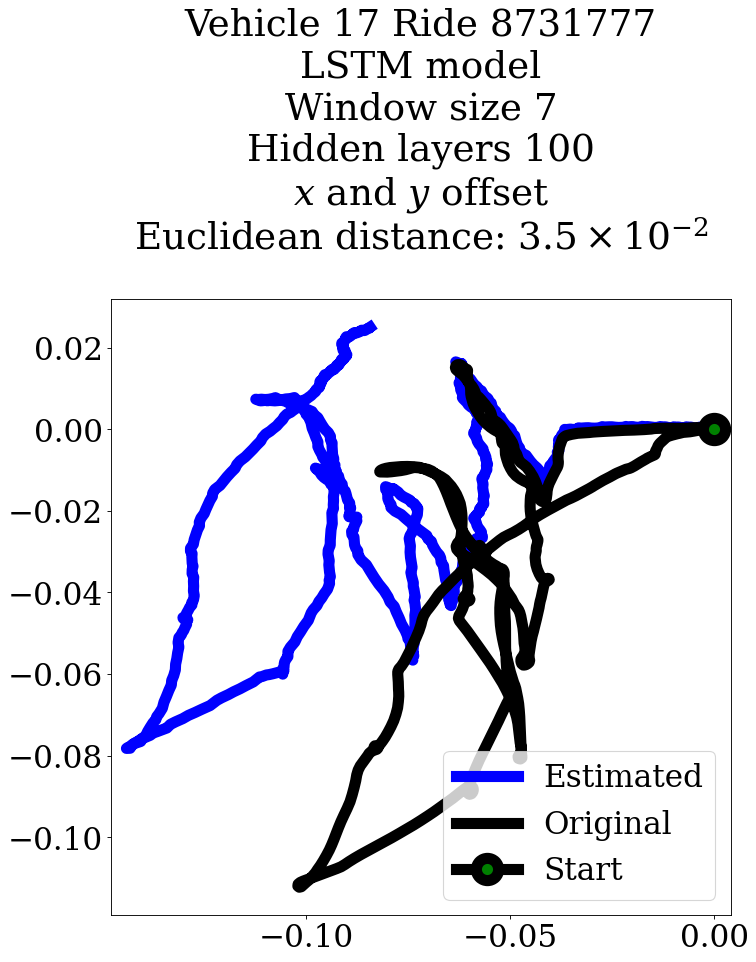 Vehicle 17 Ride 8731777
LSTM model
Window size 7
Hidden layers 100
x and y offset
Euclidean distance: 3.5 × 10⁻²
0.02
0.00
−0.02
−0.04
−0.06
−0.08
−0.10
Estimated
Original
Start
−0.10 −0.05 0.00